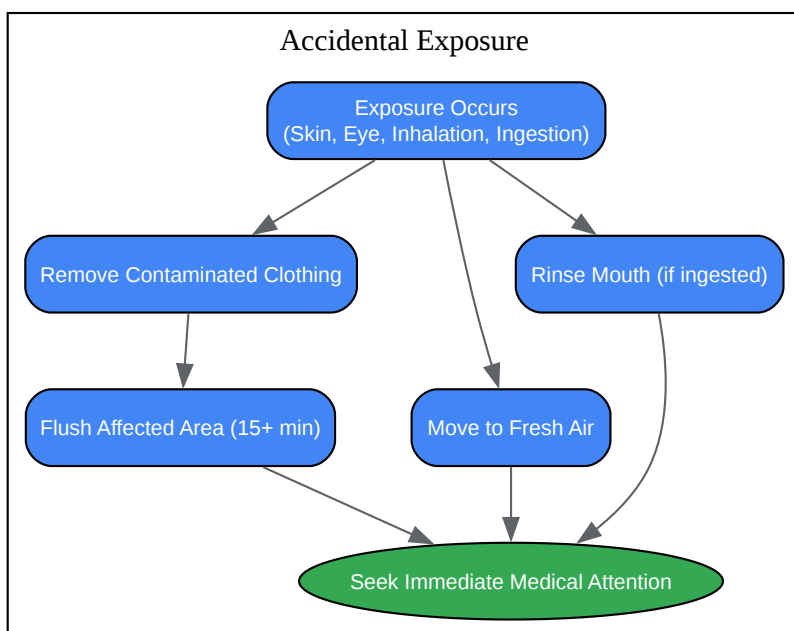 Accidental Exposure
Exposure Occurs
(Skin, Eye, Inhalation, Ingestion)
Remove Contaminated Clothing
Rinse Mouth (if ingested)
Flush Affected Area (15+ min)
Move to Fresh Air
Seek Immediate Medical Attention